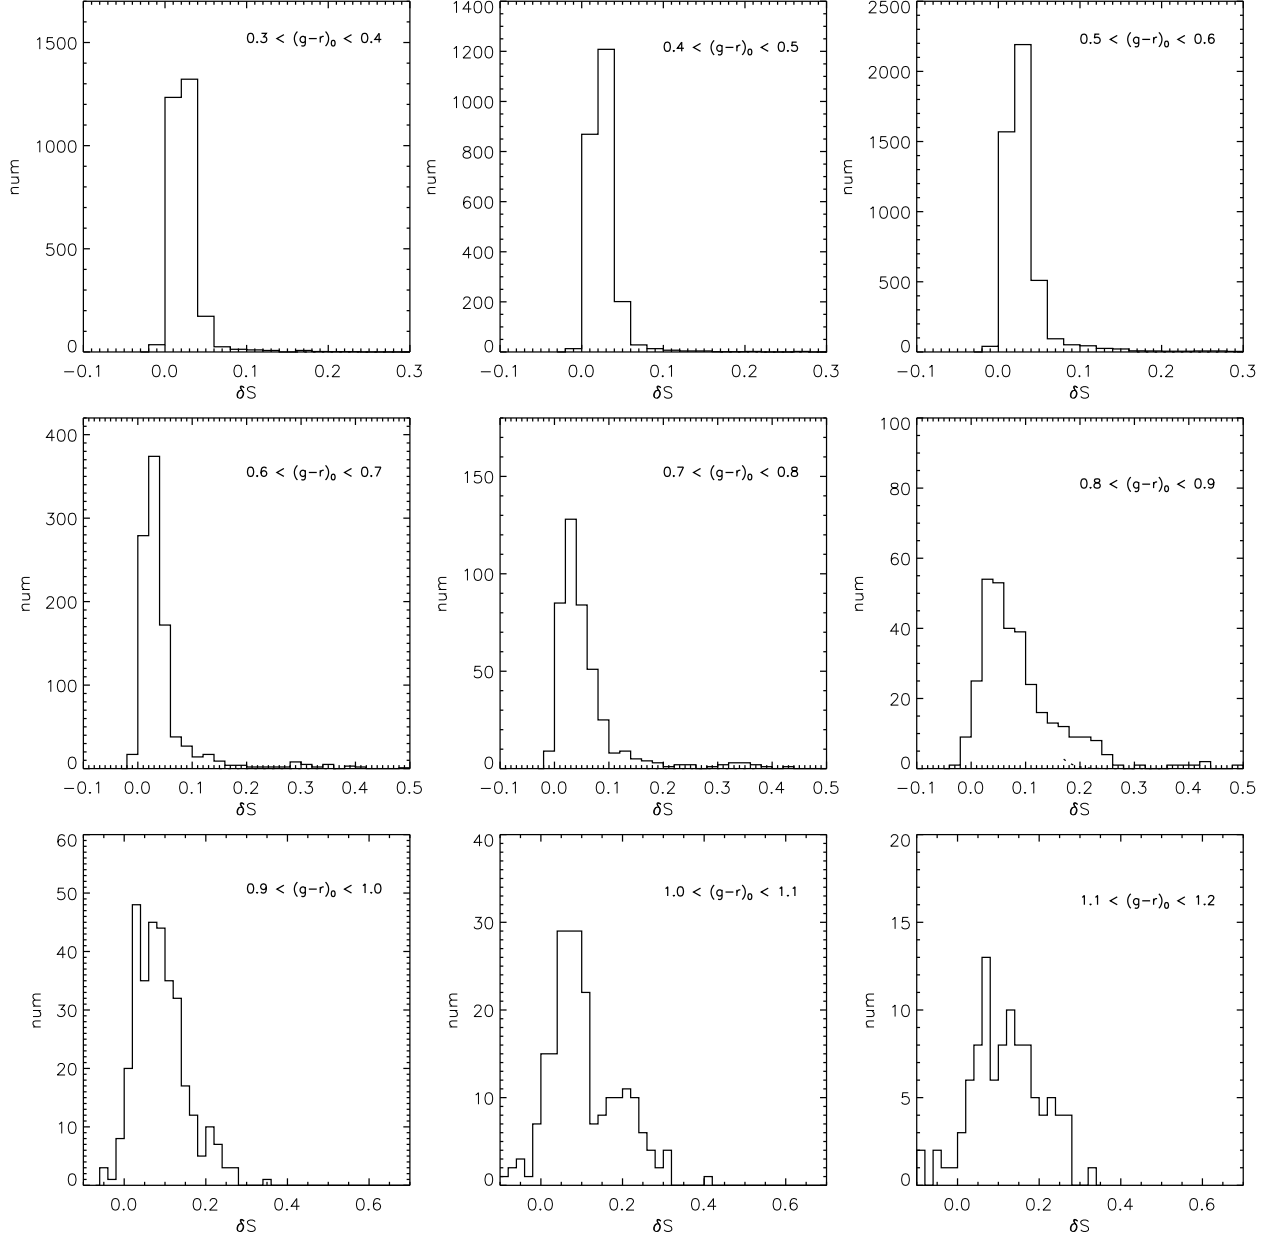 0.3 < (g−r)₀ < 0.4
1500
1000
500
0
num
−0.1 0.0 0.1 0.2 0.3
δS
0.4 < (g−r)₀ < 0.5
1400
1200
1000
800
600
400
200
0
num
−0.1 0.0 0.1 0.2 0.3
δS
0.5 < (g−r)₀ < 0.6
2500
2000
1500
1000
500
0
num
−0.1 0.0 0.1 0.2 0.3
δS
0.6 < (g−r)₀ < 0.7
400
300
200
100
0
num
−0.1 0.0 0.1 0.2 0.3 0.4 0.5
δS
0.7 < (g−r)₀ < 0.8
150
100
50
0
num
−0.1 0.0 0.1 0.2 0.3 0.4 0.5
δS
0.8 < (g−r)₀ < 0.9
100
80
60
40
20
0
num
−0.1 0.0 0.1 0.2 0.3 0.4 0.5
δS
0.9 < (g−r)₀ < 1.0
60
50
40
30
20
10
0
num
0.0 0.2 0.4 0.6
δS
1.0 < (g−r)₀ < 1.1
40
30
20
10
0
num
0.0 0.2 0.4 0.6
δS
1.1 < (g−r)₀ < 1.2
20
15
10
5
0
num
0.0 0.2 0.4 0.6
δS